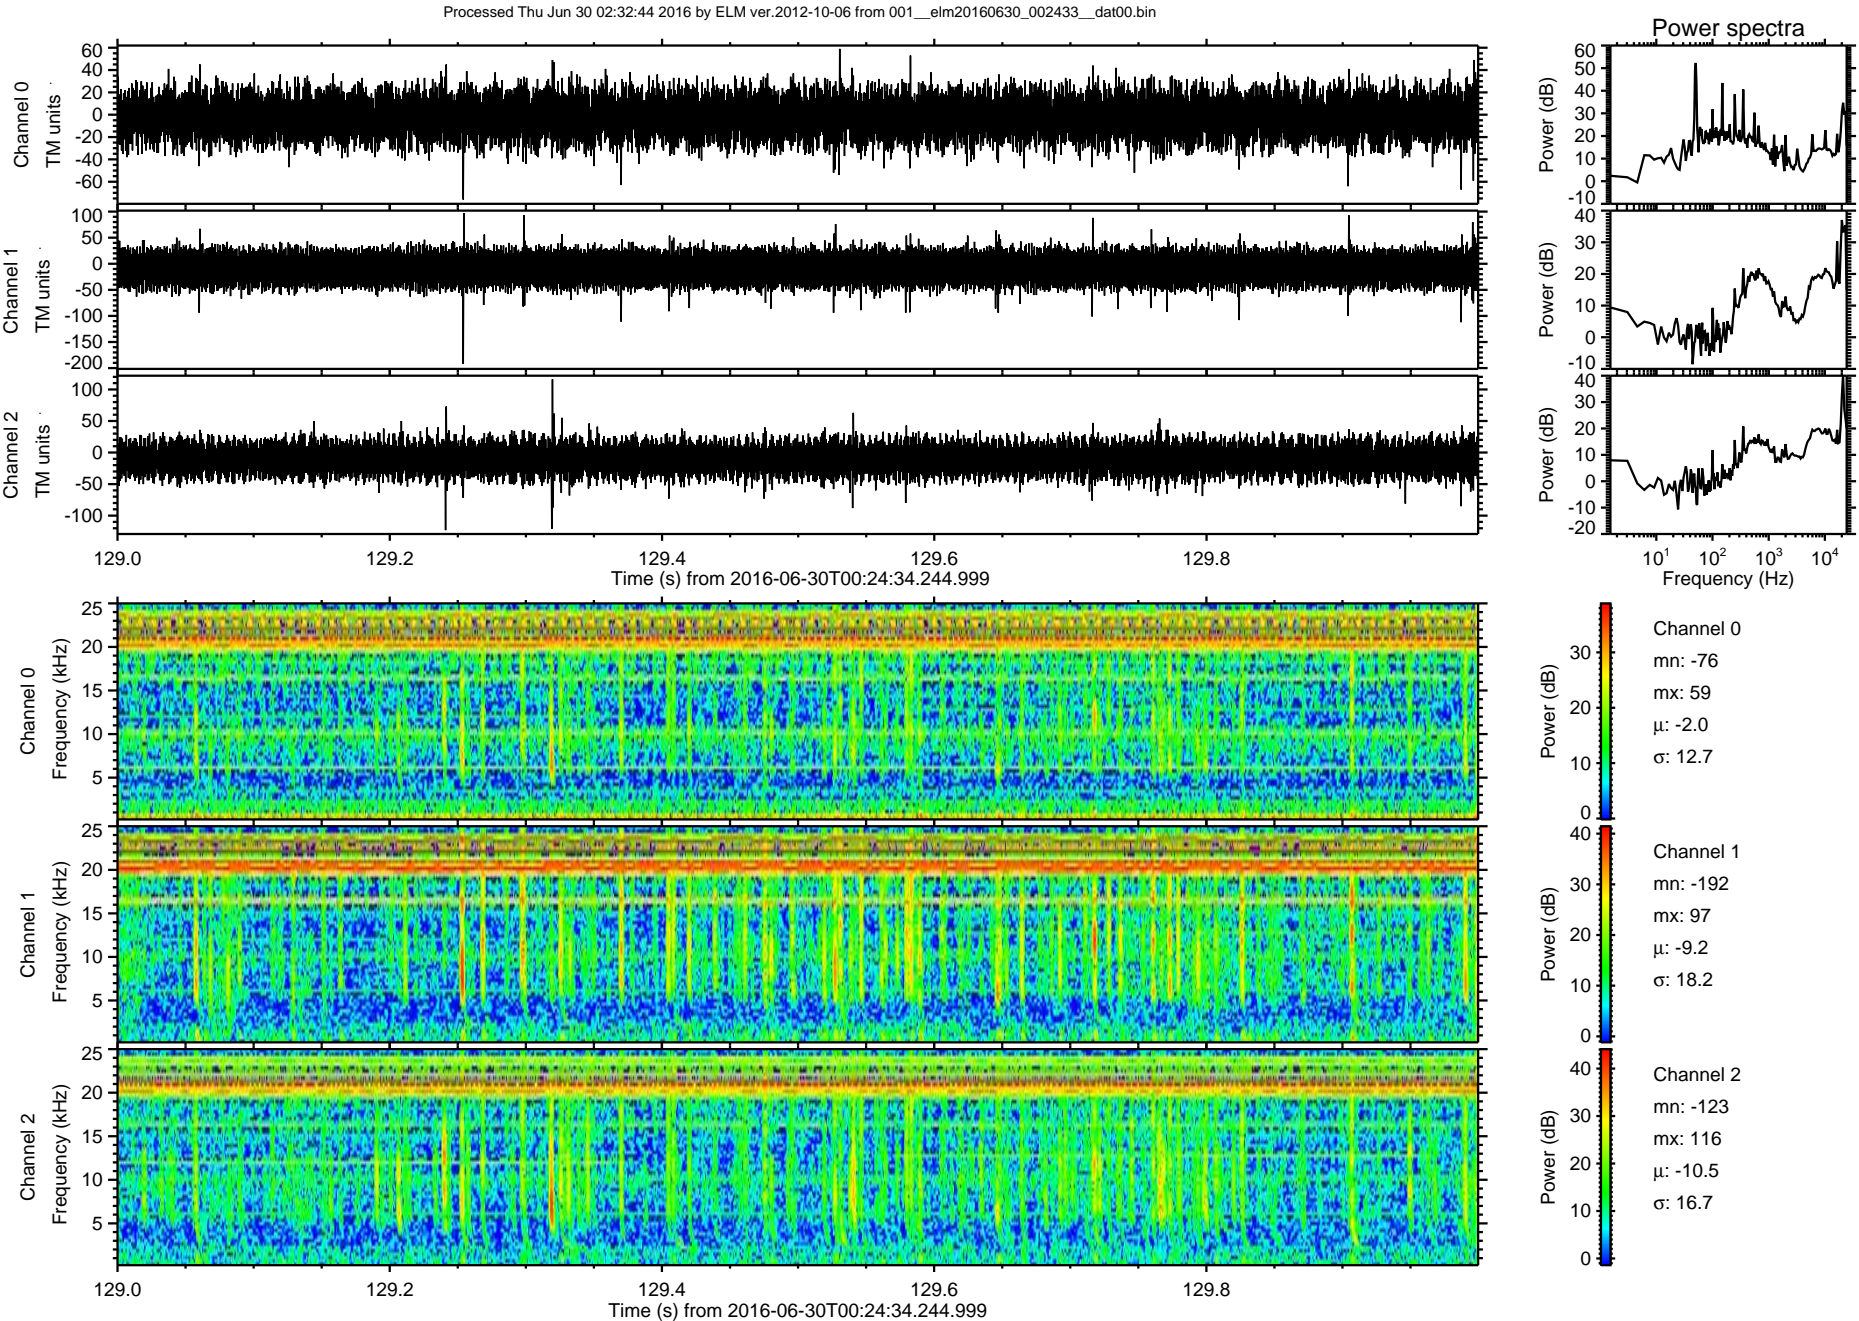 Processed Thu Jun 30 02:32:44 2016 by ELM ver.2012-10-06 from 001__elm20160630_002433__dat00.bin
Power spectra
Channel 0
TM units
60
40
20
0
-20
-40
-60
Power (dB)
60
50
40
30
20
10
0
-10
Channel 1
TM units
100
50
0
-50
-100
-150
-200
Power (dB)
40
30
20
10
0
-10
Channel 2
TM units
100
50
0
-50
-100
Power (dB)
40
30
20
10
0
-10
-20
129.0 129.2 129.4 129.6 129.8
Time (s) from 2016-06-30T00:24:34.244.999
10¹ 10² 10³ 10⁴
Frequency (Hz)
Channel 0
Frequency (kHz)
25
20
15
10
5
Power (dB)
30
20
10
0
Channel 0
mn: -76
mx: 59
µ: -2.0
σ: 12.7
Channel 1
Frequency (kHz)
25
20
15
10
5
Power (dB)
40
30
20
10
0
Channel 1
mn: -192
mx: 97
µ: -9.2
σ: 18.2
Channel 2
Frequency (kHz)
25
20
15
10
5
Power (dB)
40
30
20
10
0
Channel 2
mn: -123
mx: 116
µ: -10.5
σ: 16.7
129.0 129.2 129.4 129.6 129.8
Time (s) from 2016-06-30T00:24:34.244.999